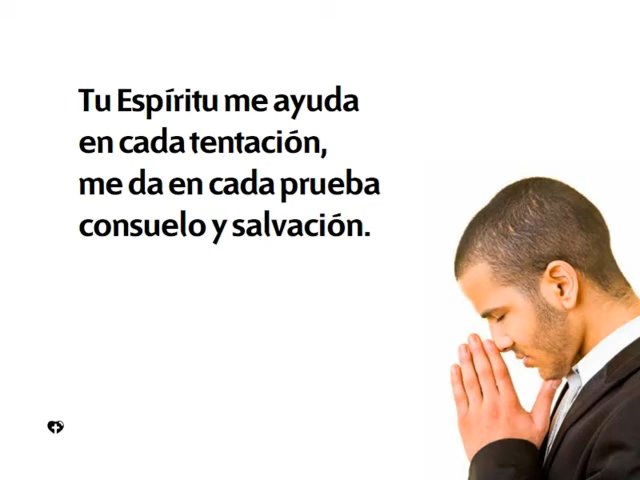 Tu Espíritu me ayuda
en cada tentación,
me da en cada prueba
consuelo y salvación.